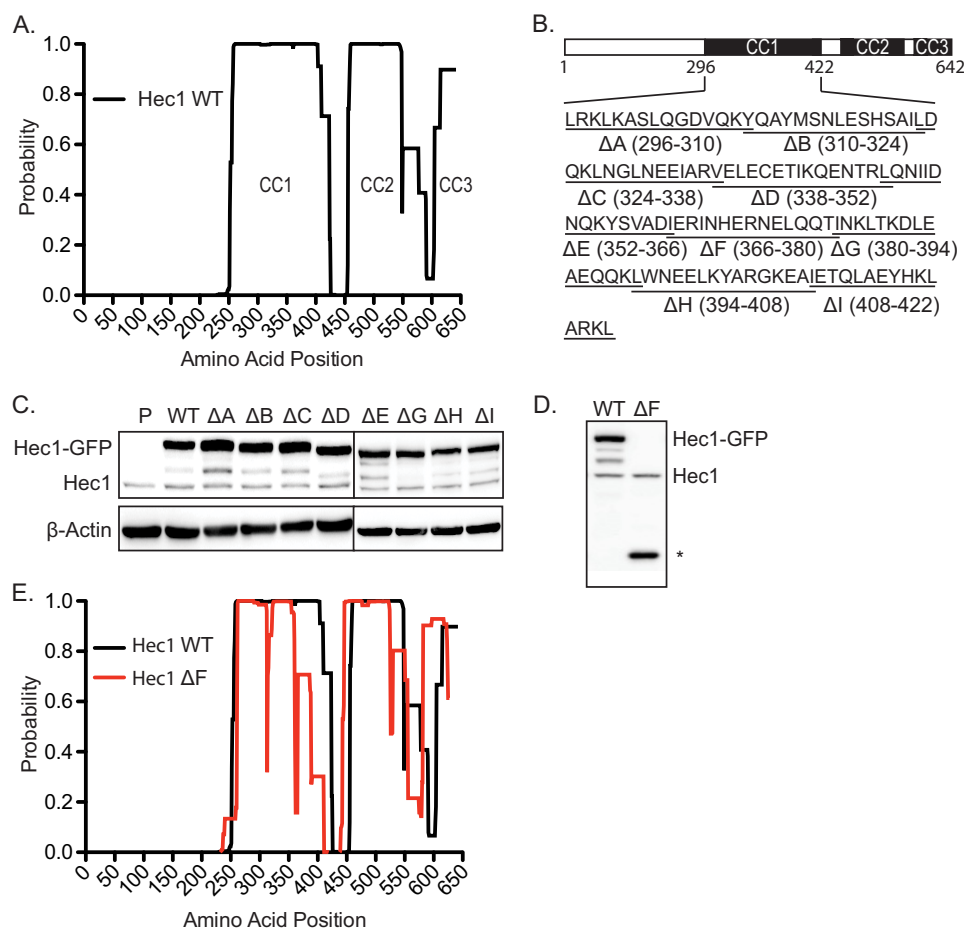 A.
1.0
0.8
0.6
0.4
0.2
0.0
Probability
Hec1 WT
CC1
CC2
CC3
0 50 100 150 200 250 300 350 400 450 500 550 600 650
Amino Acid Position
B.
CC1 CC2 CC3
1 296 422 642
LRKLKASLQGDVQKYQAYMSNLESHSAILD
ΔA (296-310) ΔB (310-324)
QKLNGLNEEIARVELECETIKQENTRLQNIID
ΔC (324-338) ΔD (338-352)
NQKYSVADIERINHERNELQQTINKLTKDLE
ΔE (352-366) ΔF (366-380) ΔG (380-394)
AEQQKLWNEELKYARGKEAIETQLAEYHKL
ΔH (394-408) ΔI (408-422)
ARKL
C.
P WT ΔA ΔB ΔC ΔD ΔE ΔG ΔH ΔI
Hec1-GFP
Hec1
β-Actin
D.
WT ΔF
Hec1-GFP
Hec1
*
E.
1.0
0.8
0.6
0.4
0.2
0.0
Probability
Hec1 WT
Hec1 ΔF
0 50 100 150 200 250 300 350 400 450 500 550 600 650
Amino Acid Position